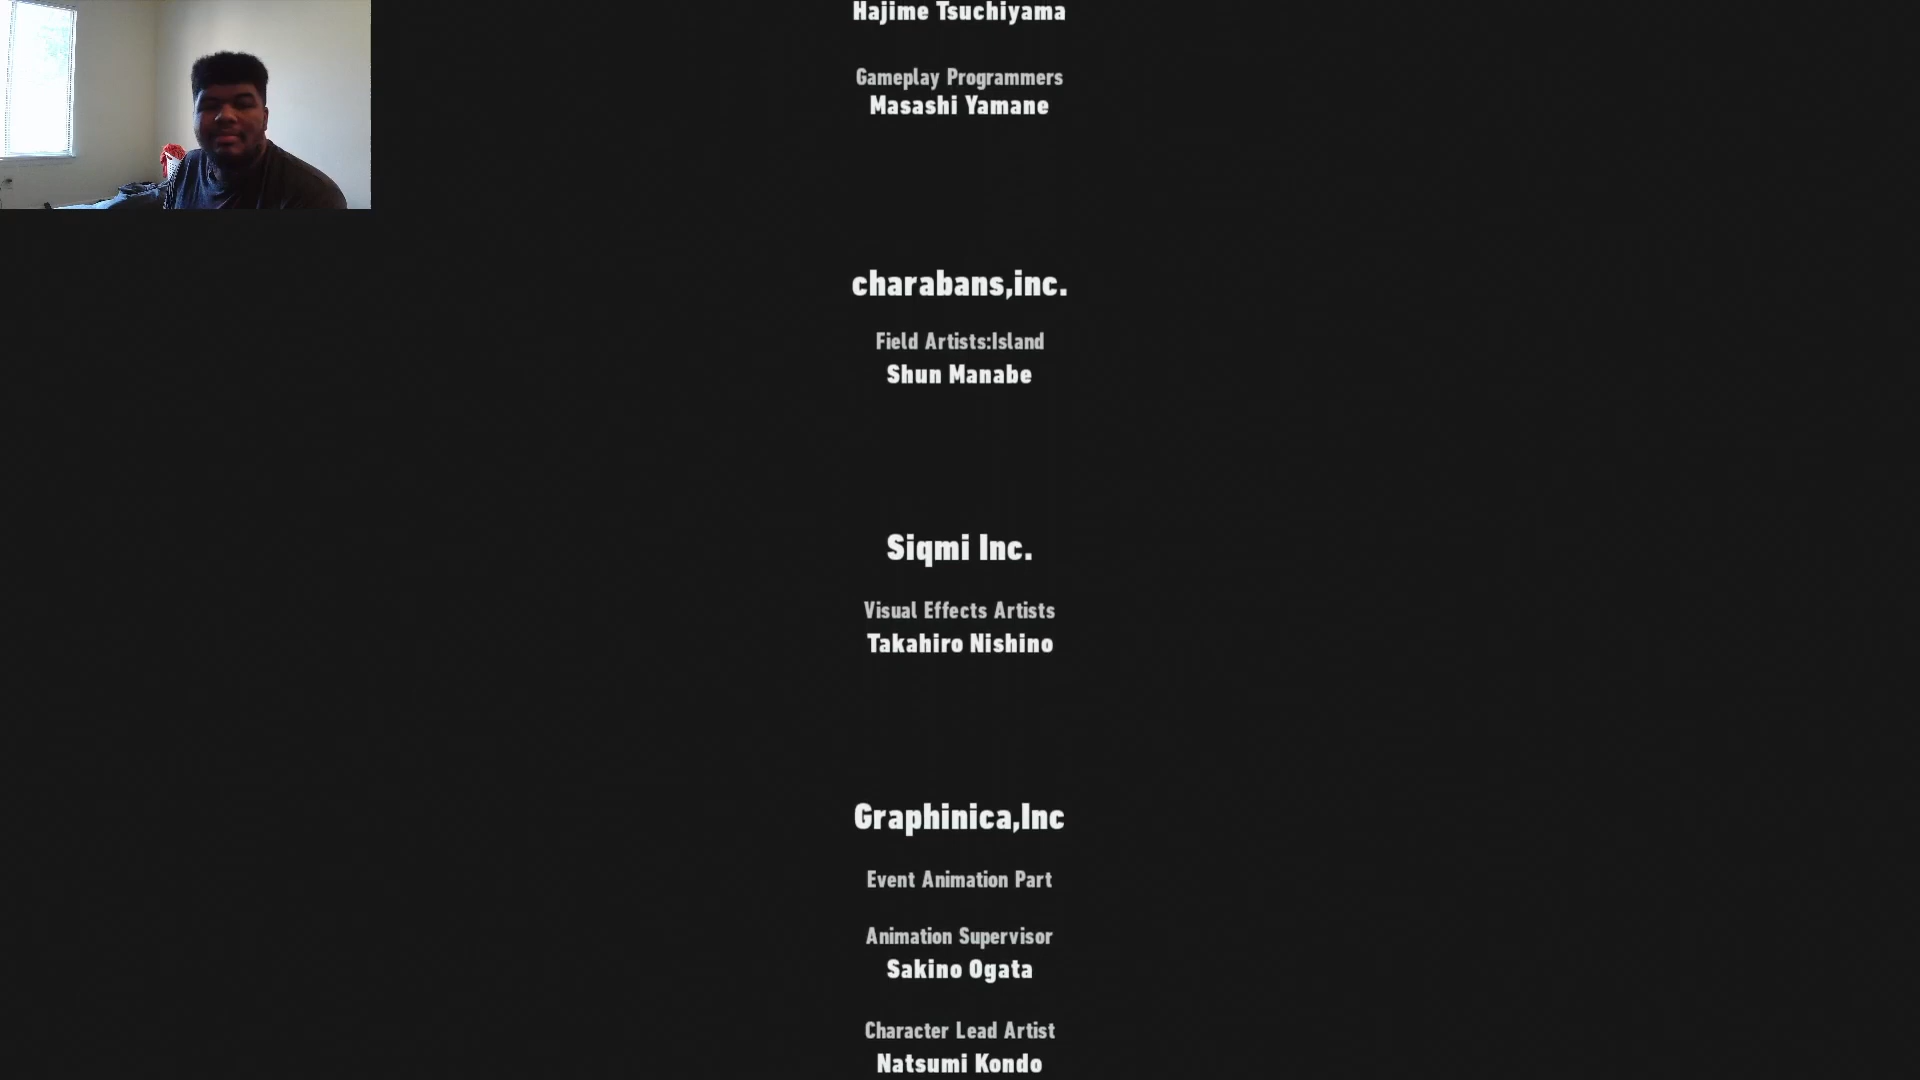 Hajime Tsuchiyama
Gameplay Programmers
Masashi Yamane
charabans,inc.
Field Artists:Island
Shun Manabe
Siqmi Inc.
Visual Effects Artists
Takahiro Nishino
Graphinica,Inc
Event Animation Part
Animation Supervisor
Sakino Ogata
Character Lead Artist
Natsumi Kondo